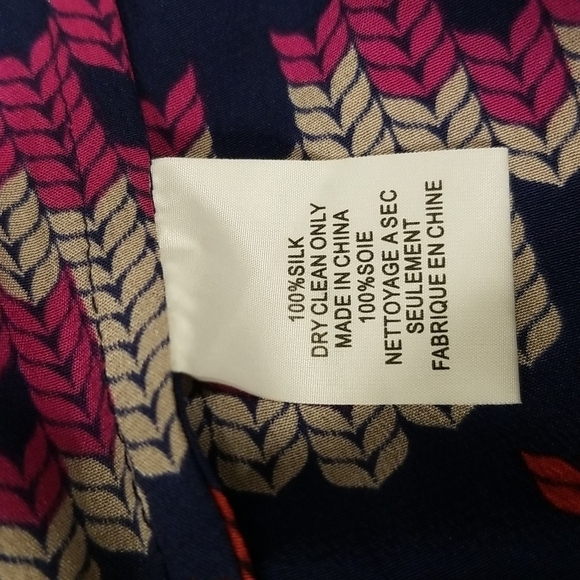 100%SILK
DRY CLEAN ONLY
MADE IN CHINA
100%SOIE
NETTOYAGE A SEC
SEULEMENT
FABRIQUE EN CHINE